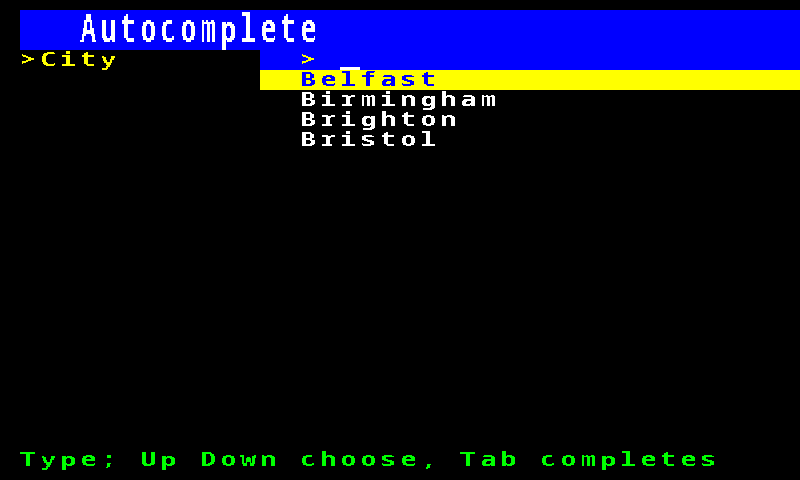 Autocomplete
>City > _
Belfast
Birmingham
Brighton
Bristol
Type; Up Down choose, Tab completes